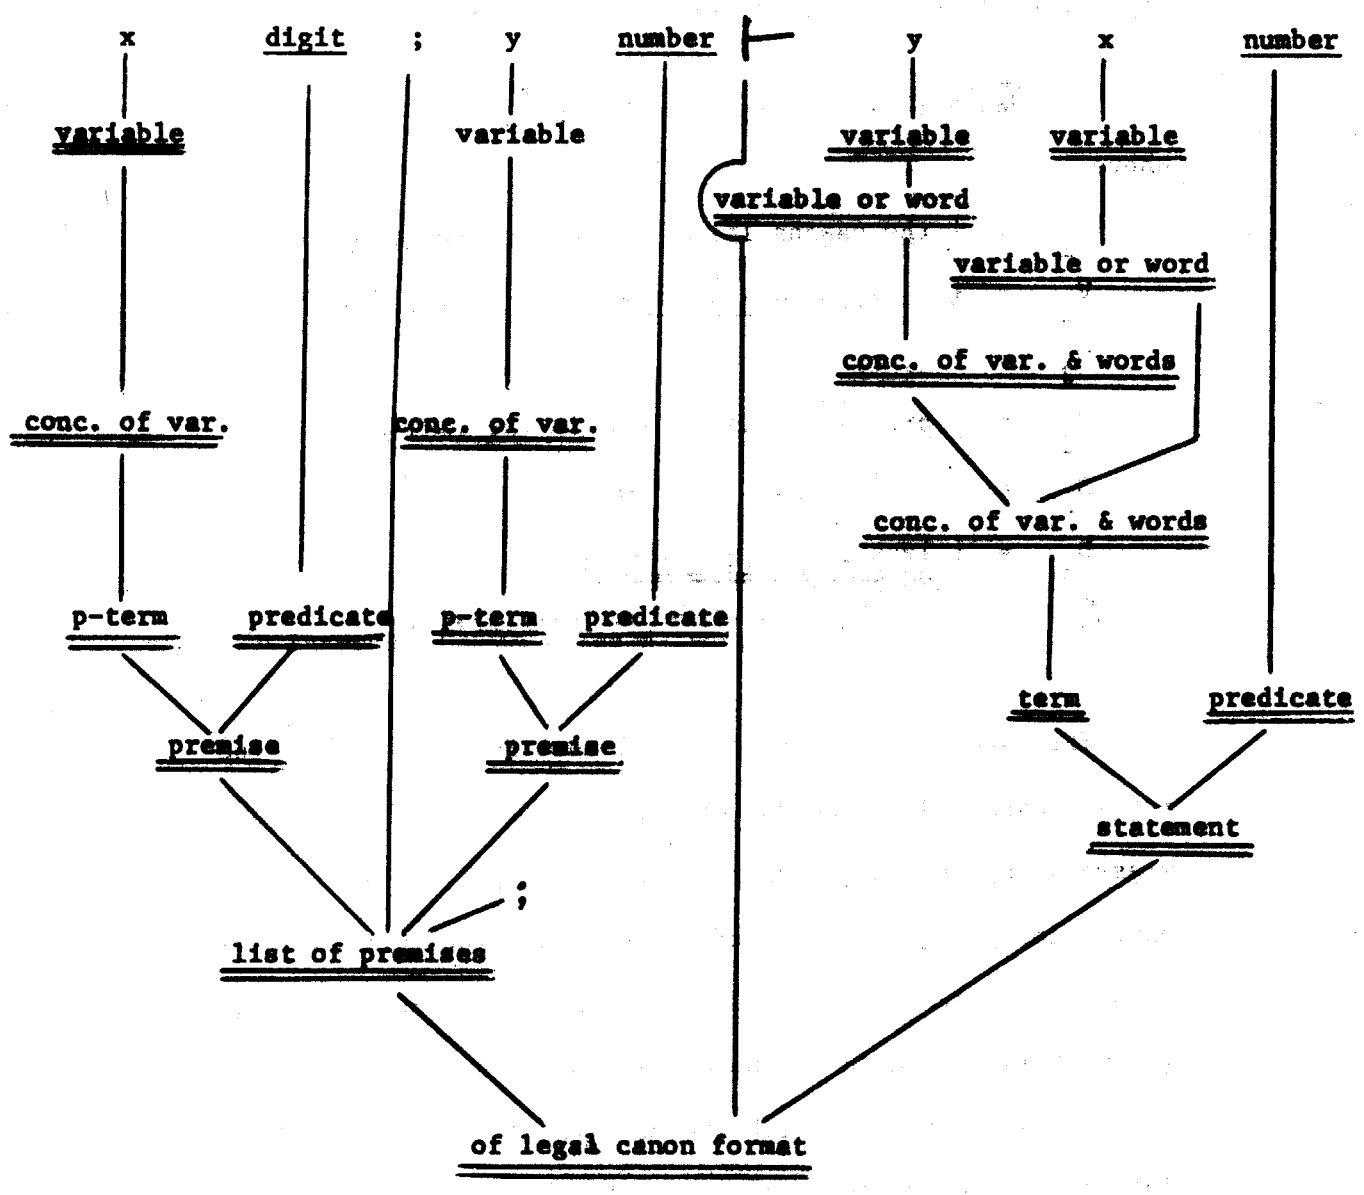 x digit ; y number ⊢ y x number
variable variable variable variable
variable or word
variable or word
conc. of var. & words
conc. of var. conc. of var.
conc. of var. & words
p-term predicate p-term predicate
term predicate
premise premise
statement
;
list of premises
of legal canon format